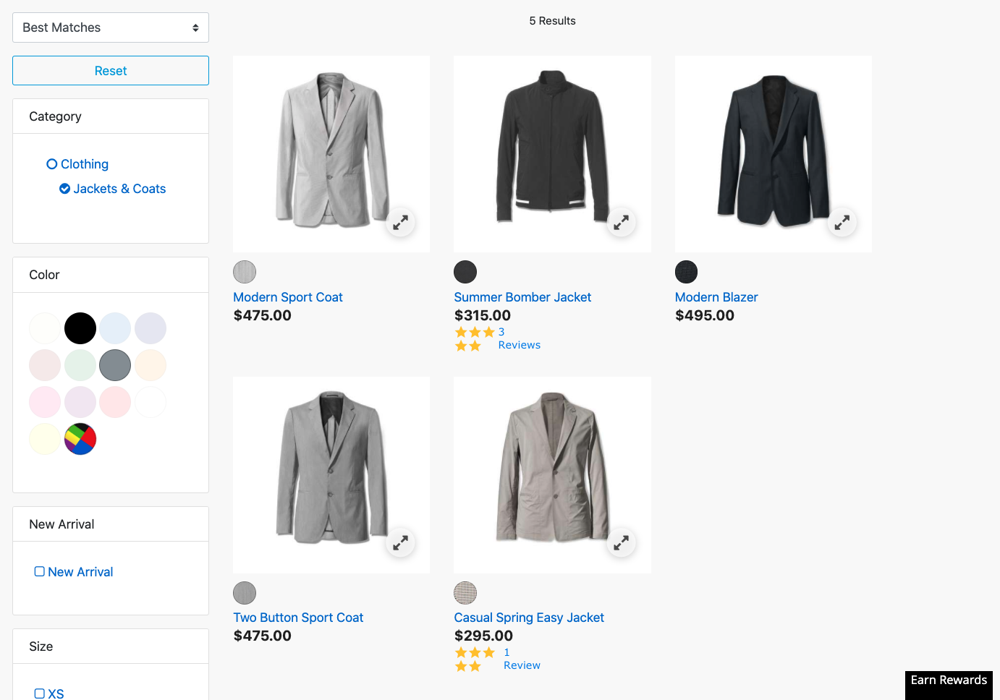 Best Matches
5 Results
Reset
Category
Clothing
Jackets & Coats
Color
New Arrival
New Arrival
Size
XS
Modern Sport Coat
$475.00
Summer Bomber Jacket
$315.00
3
Reviews
Modern Blazer
$495.00
Two Button Sport Coat
$475.00
Casual Spring Easy Jacket
$295.00
1
Review
Earn Rewards